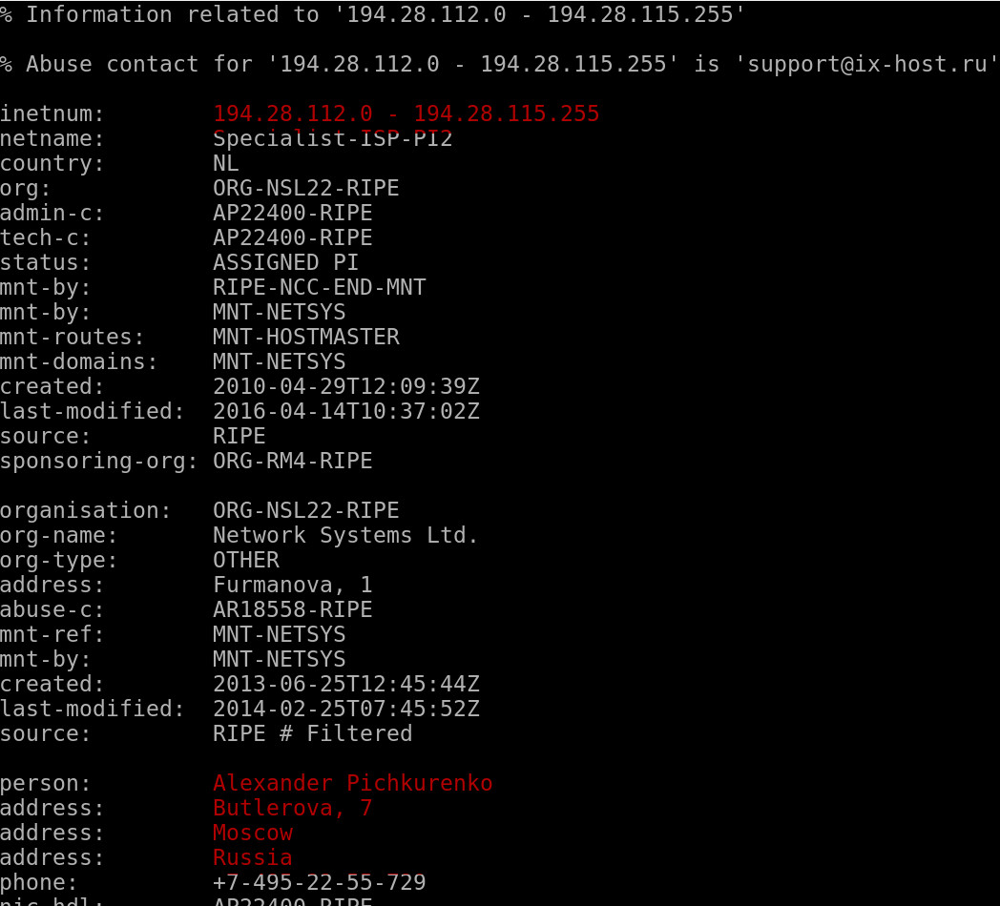 % Information related to '194.28.112.0 - 194.28.115.255'
% Abuse contact for '194.28.112.0 - 194.28.115.255' is 'support@ix-host.ru'
inetnum: 194.28.112.0 - 194.28.115.255
netname: Specialist-ISP-PI2
country: NL
org: ORG-NSL22-RIPE
admin-c: AP22400-RIPE
tech-c: AP22400-RIPE
status: ASSIGNED PI
mnt-by: RIPE-NCC-END-MNT
mnt-by: MNT-NETSYS
mnt-routes: MNT-HOSTMASTER
mnt-domains: MNT-NETSYS
created: 2010-04-29T12:09:39Z
last-modified: 2016-04-14T10:37:02Z
source: RIPE
sponsoring-org: ORG-RM4-RIPE
organisation: ORG-NSL22-RIPE
org-name: Network Systems Ltd.
org-type: OTHER
address: Furmanova, 1
abuse-c: AR18558-RIPE
mnt-ref: MNT-NETSYS
mnt-by: MNT-NETSYS
created: 2013-06-25T12:45:44Z
last-modified: 2014-02-25T07:45:52Z
source: RIPE # Filtered
person: Alexander Pichkurenko
address: Butlerova, 7
address: Moscow
address: Russia
phone: +7-495-22-55-729
nic-hdl: AP22400-RIPE